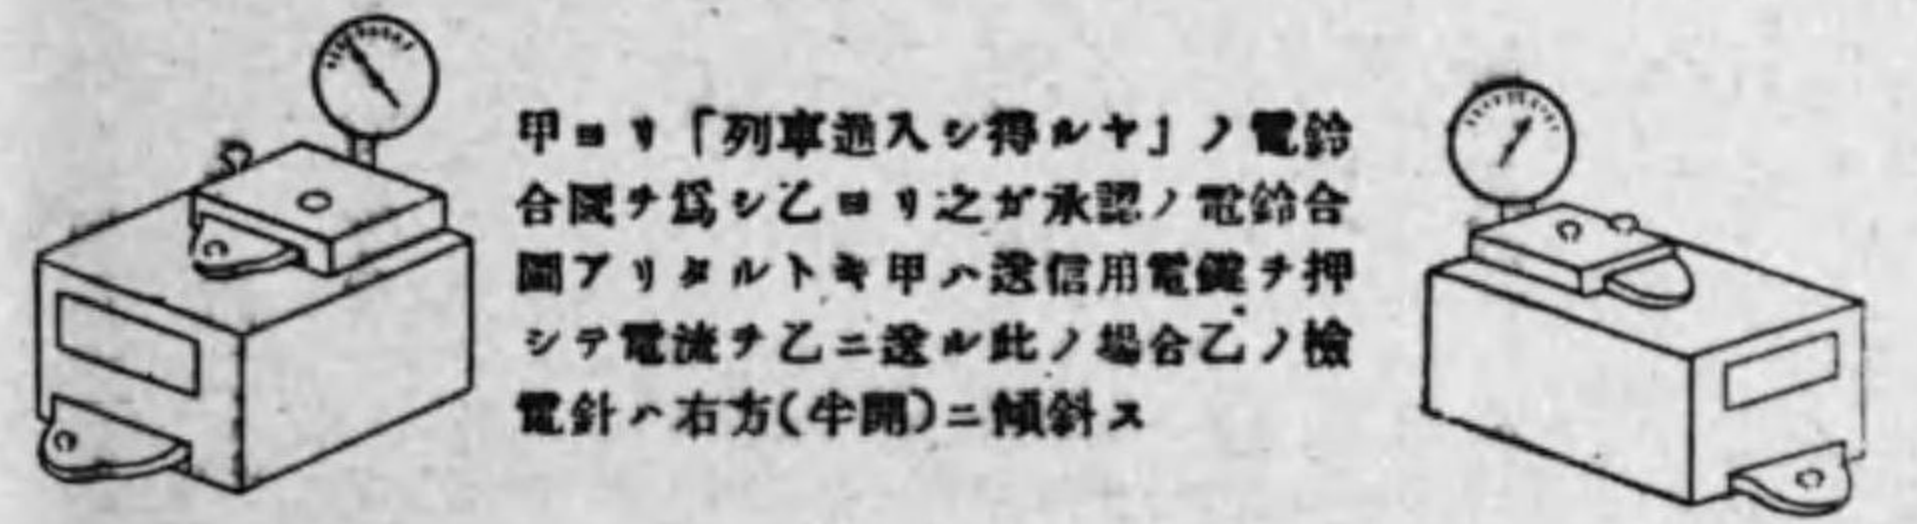 甲ヨリ「列車進入シ得ルヤ」ノ電鈴
合圖ヲ爲シ乙ヨリ之ガ承認ノ電鈴合
圖アリタルトキ甲ハ送信用電鍵ヲ押
シテ電流ヲ乙ニ送ル此ノ場合乙ノ檢
電針ハ右方(半開)ニ傾斜ス